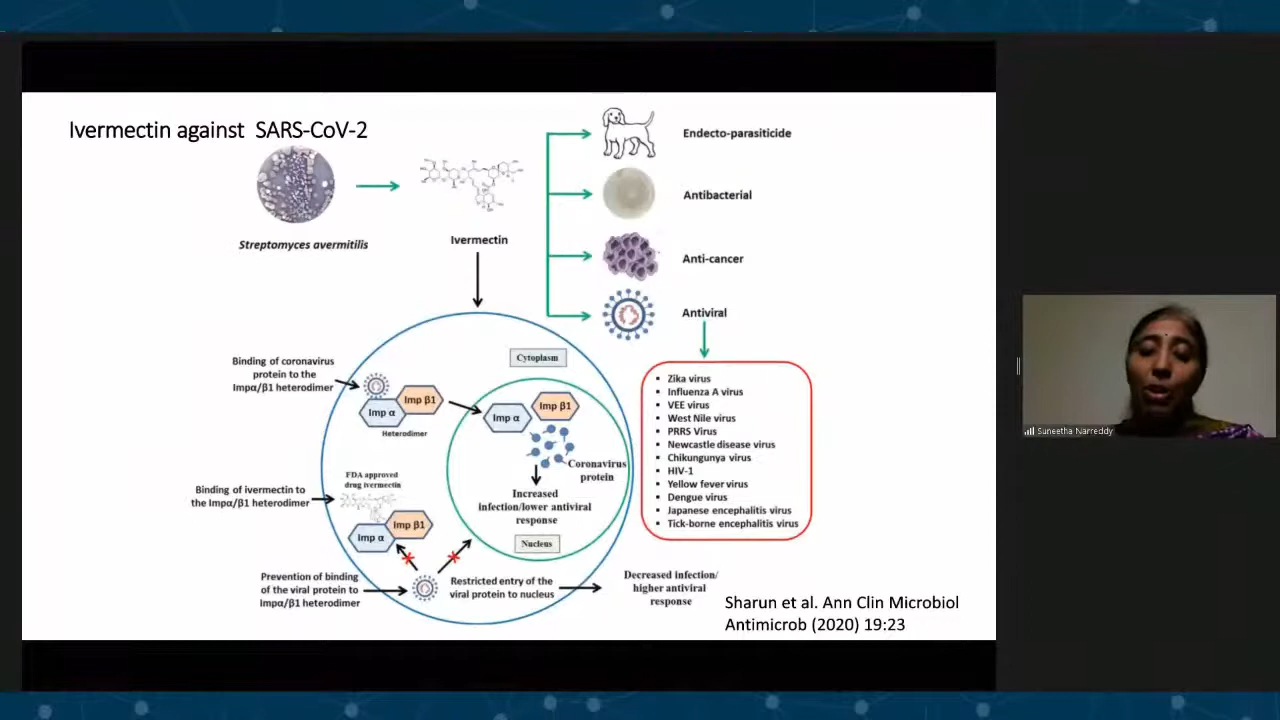 Ivermectin against SARS-CoV-2
Streptomyces avermitilis
Ivermectin
Endecto-parasiticide
Antibacterial
Anti-cancer
Antiviral
Zika virus
Influenza A virus
VEE virus
West Nile virus
PRRS Virus
Newcastle disease virus
Chikungunya virus
HIV-1
Yellow fever virus
Dengue virus
Japanese encephalitis virus
Tick-borne encephalitis virus
Cytoplasm
Binding of coronavirus
protein to the
Impα/β1 heterodimer
Imp α
Imp β1
Heterodimer
Imp α
Imp β1
Coronavirus
protein
Increased
infection/lower antiviral
response
Nucleus
Binding of ivermectin to
the Impα/β1 heterodimer
FDA approved
drug ivermectin
Imp α
Imp β1
Prevention of binding
of the viral protein to
Impα/β1 heterodimer
Restricted entry of the
viral protein to nucleus
Decreased infection/
higher antiviral
response
Sharun et al. Ann Clin Microbiol
Antimicrob (2020) 19:23
Suneetha Narreddy